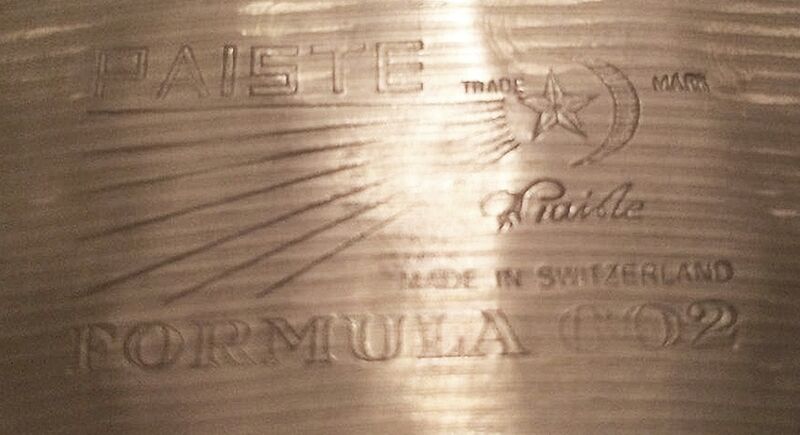 PAISTE
TRADE MARK
Paiste
MADE IN SWITZERLAND
FORMULA 602